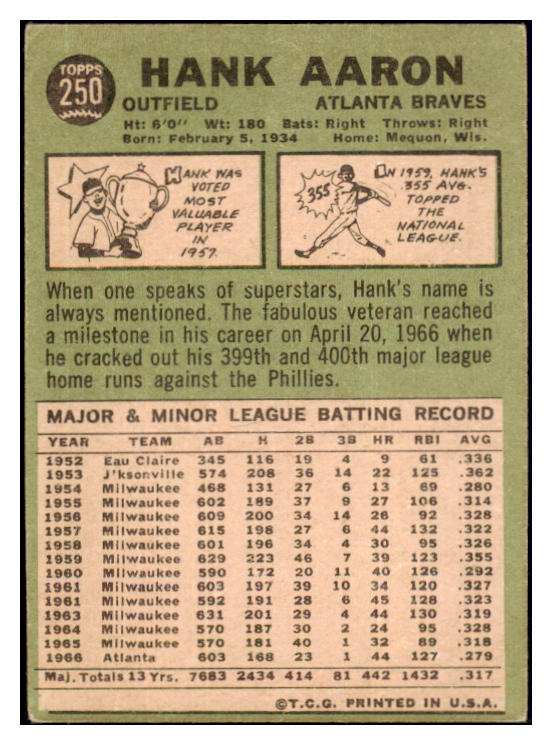 TOPPS
250
HANK AARON
OUTFIELD ATLANTA BRAVES
Ht: 6'0" Wt: 180 Bats: Right Throws: Right
Born: February 5, 1934 Home: Mequon, Wis.
HANK WAS
VOTED
MOST
VALUABLE
PLAYER
IN
1957.
355
IN 1959, HANK'S
.355 AVG.
TOPPED
THE
NATIONAL
LEAGUE.
When one speaks of superstars, Hank's name is
always mentioned. The fabulous veteran reached
a milestone in his career on April 20, 1966 when
he cracked out his 399th and 400th major league
home runs against the Phillies.
MAJOR & MINOR LEAGUE BATTING RECORD
YEAR TEAM AB H 2B 3B HR RBI AVG
1952 Eau Claire 345 116 19 4 9 61 .336
1953 J'ksonville 574 208 36 14 22 125 .362
1954 Milwaukee 468 131 27 6 13 69 .280
1955 Milwaukee 602 189 37 9 27 106 .314
1956 Milwaukee 609 200 34 14 26 92 .328
1957 Milwaukee 615 198 27 6 44 132 .322
1958 Milwaukee 601 196 34 4 30 95 .326
1959 Milwaukee 629 223 46 7 39 123 .355
1960 Milwaukee 590 172 20 11 40 126 .292
1961 Milwaukee 603 197 39 10 34 120 .327
1961 Milwaukee 592 191 28 6 45 128 .323
1963 Milwaukee 631 201 29 4 44 130 .319
1964 Milwaukee 570 187 30 2 24 95 .328
1965 Milwaukee 570 181 40 1 32 89 .318
1966 Atlanta 603 168 23 1 44 127 .279
Maj. Totals 13 Yrs. 7683 2434 414 81 442 1432 .317
©T.C.G. PRINTED IN U.S.A.